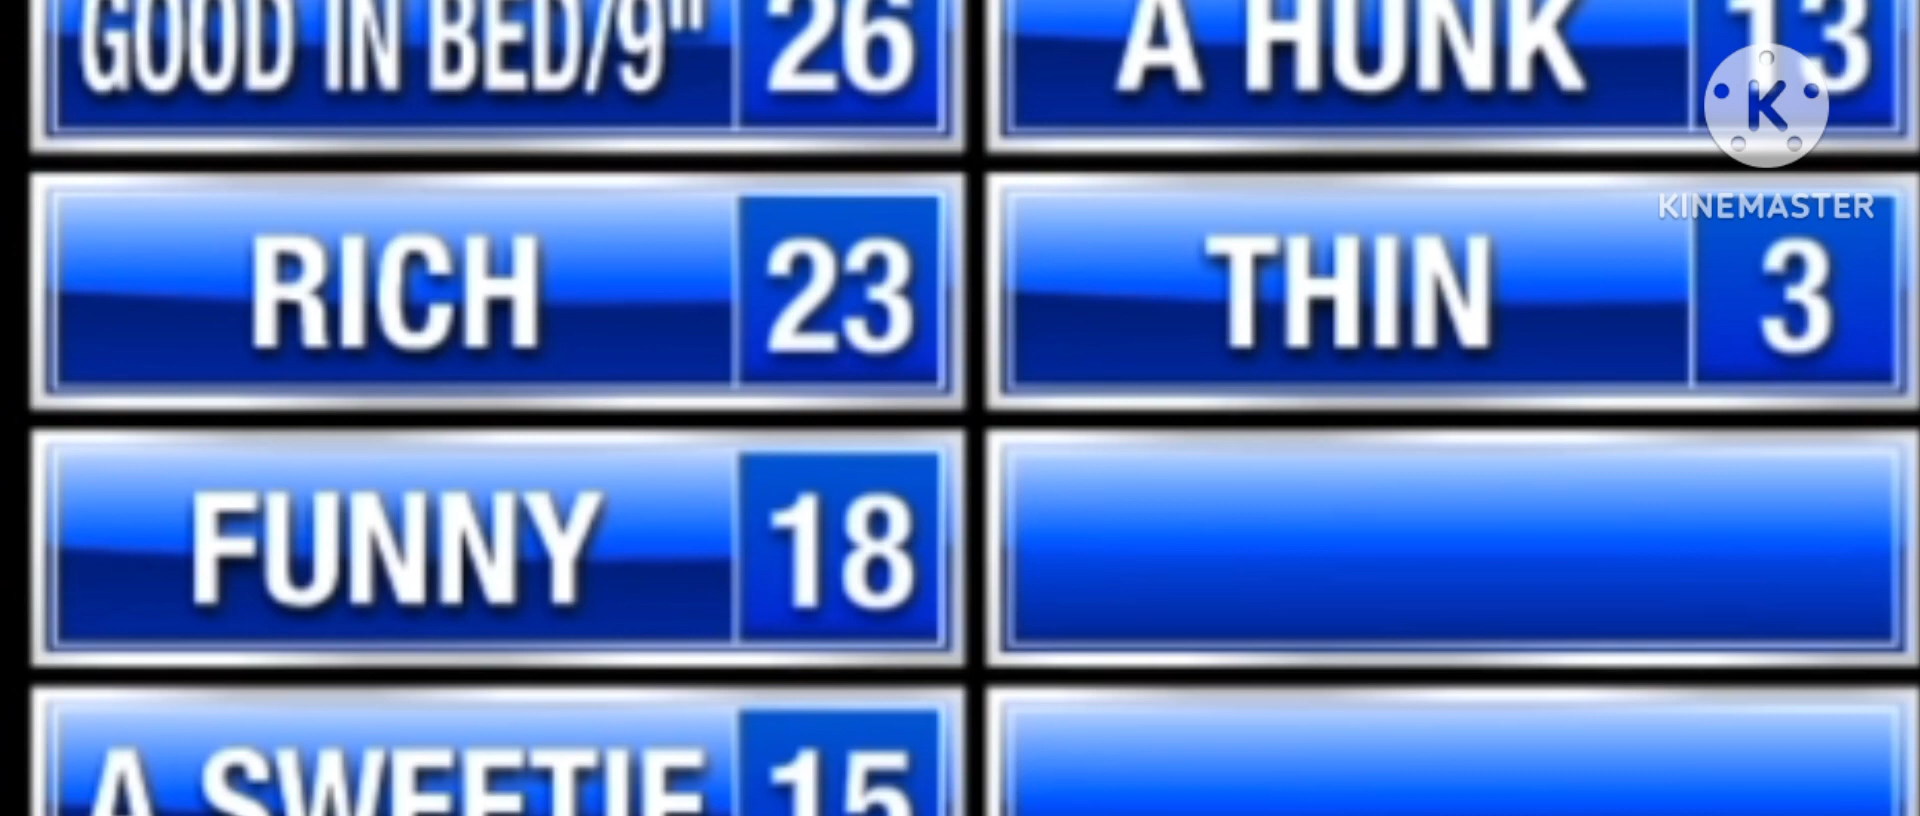 GOOD IN BED/9" 26
RICH 23
FUNNY 18
A SWEETIE 15
A HUNK 13
THIN 3
K
KINEMASTER